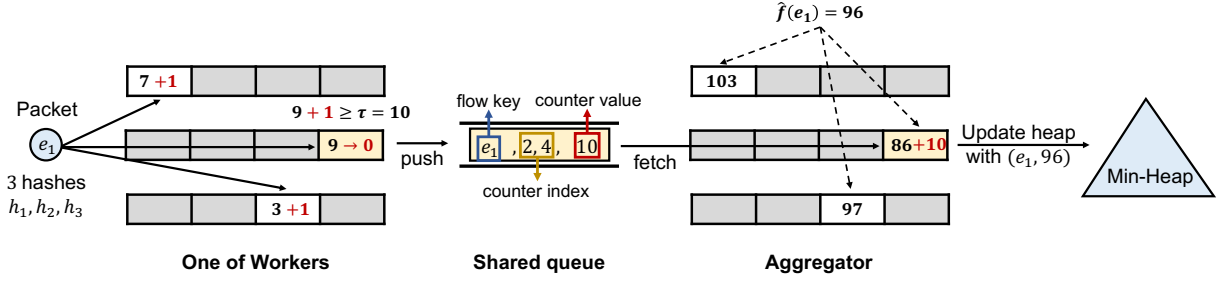 Packet
e₁
3 hashes
h₁, h₂, h₃
7 +1
9 +1 ≥ τ = 10
9 → 0
3 +1
One of Workers
push
flow key
counter value
e₁ , 2, 4, 10
counter index
Shared queue
fetch
f̂(e₁) = 96
103
86+10
97
Aggregator
Update heap
with (e₁, 96)
Min-Heap